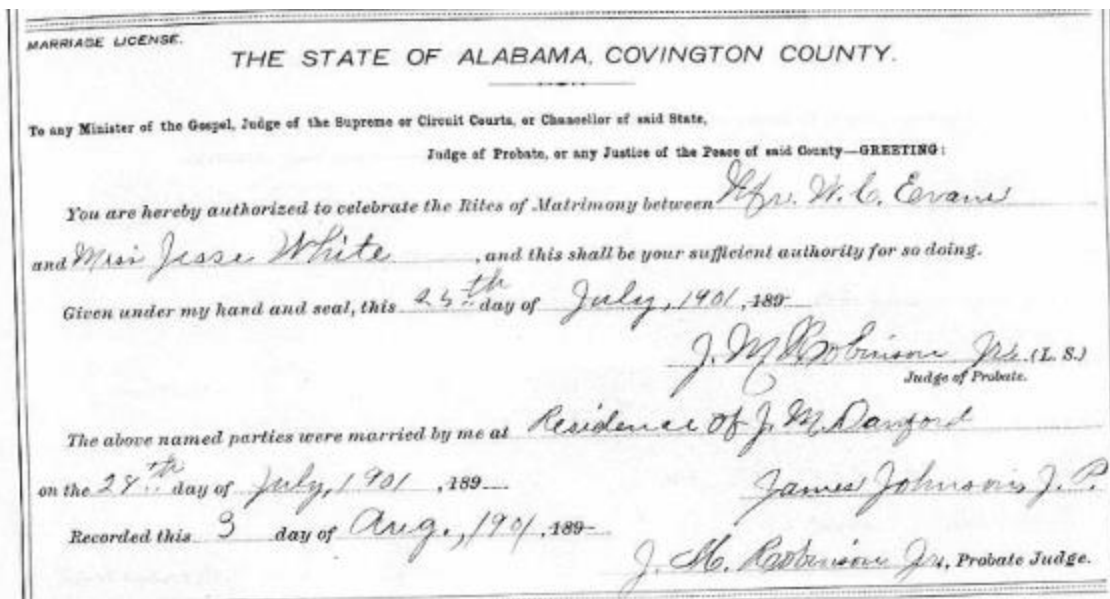 MARRIAGE LICENSE.
THE STATE OF ALABAMA, COVINGTON COUNTY.
To any Minister of the Gospel, Judge of the Supreme or Circuit Courts, or Chancellor of said State,
Judge of Probate, or any Justice of the Peace of said County—GREETING:
You are hereby authorized to celebrate the Rites of Matrimony between Mr. W. C. Evans
and Miss Jesse White , and this shall be your sufficient authority for so doing.
Given under my hand and seal, this 25th day of July, 1901, 189
J. M. Robinson Jr. (L. S.)
Judge of Probate.
The above named parties were married by me at Residence of J. M. Danford
on the 28th day of July, 1901 , 189
James Johnson, J. P.
Recorded this 3 day of Aug., 1901, 189
J. M. Robinson Jr., Probate Judge.